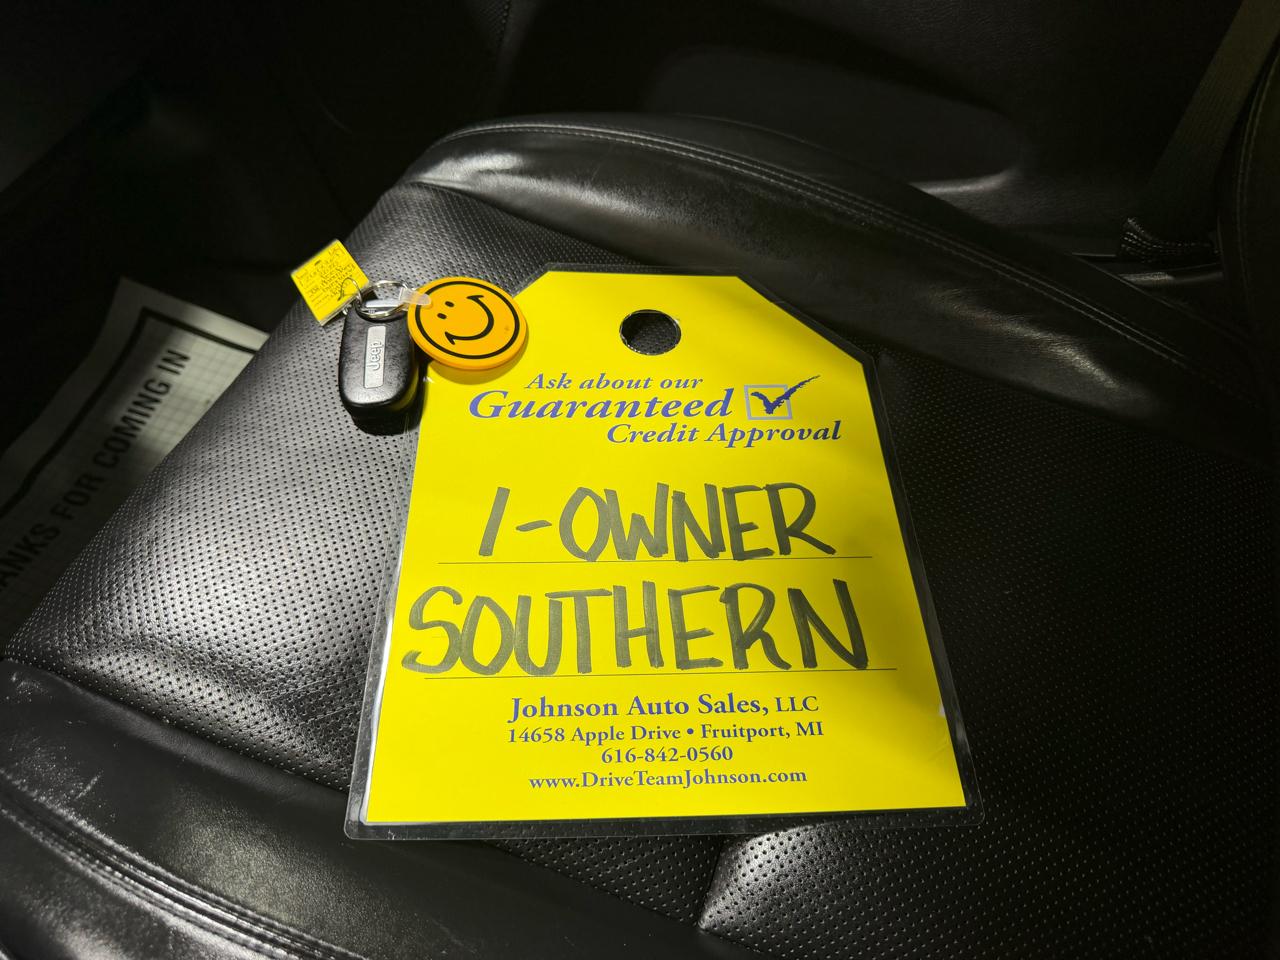 Ask about our
Guaranteed
Credit Approval
1-OWNER
SOUTHERN
Johnson Auto Sales, LLC
14658 Apple Drive • Fruitport, MI
616-842-0560
www.DriveTeamJohnson.com
Jeep
FOR COMING IN